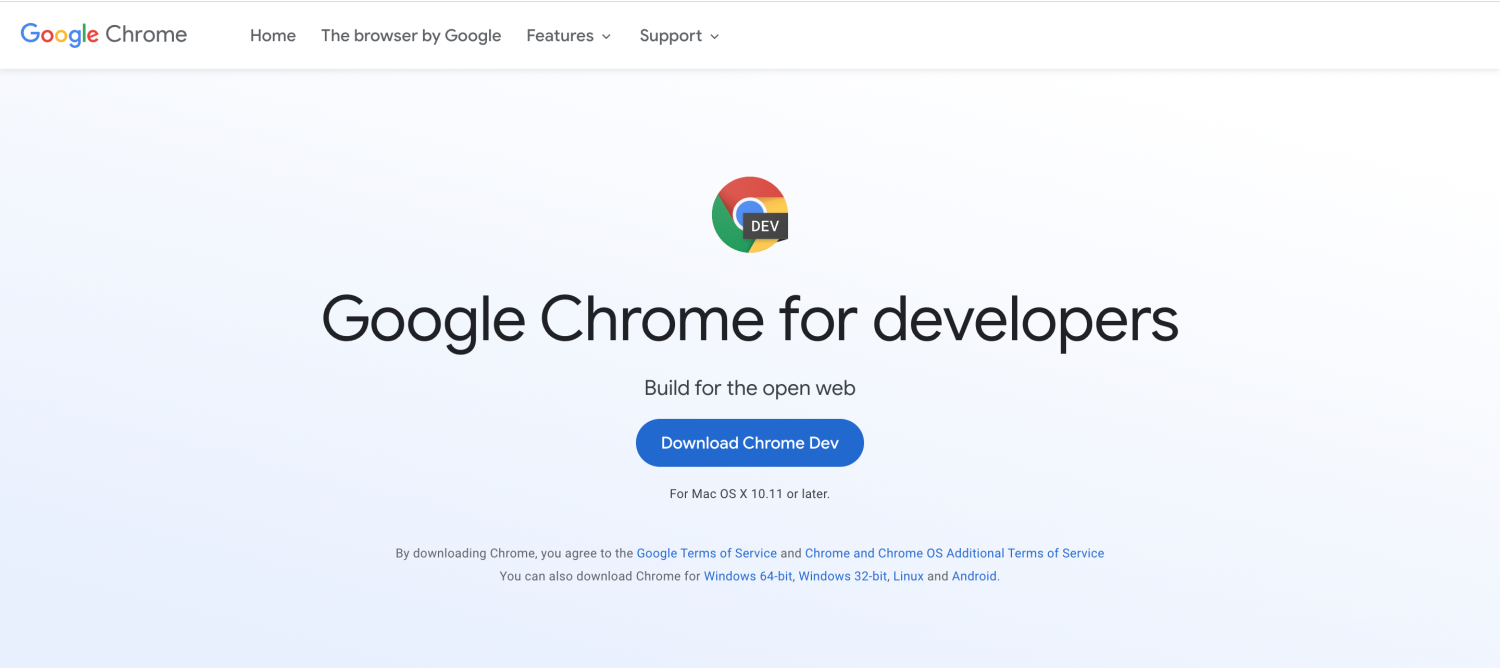 Google Chrome Home The browser by Google Features Support
DEV
Google Chrome for developers
Build for the open web
Download Chrome Dev
For Mac OS X 10.11 or later.
By downloading Chrome, you agree to the Google Terms of Service and Chrome and Chrome OS Additional Terms of Service
You can also download Chrome for Windows 64-bit, Windows 32-bit, Linux and Android.